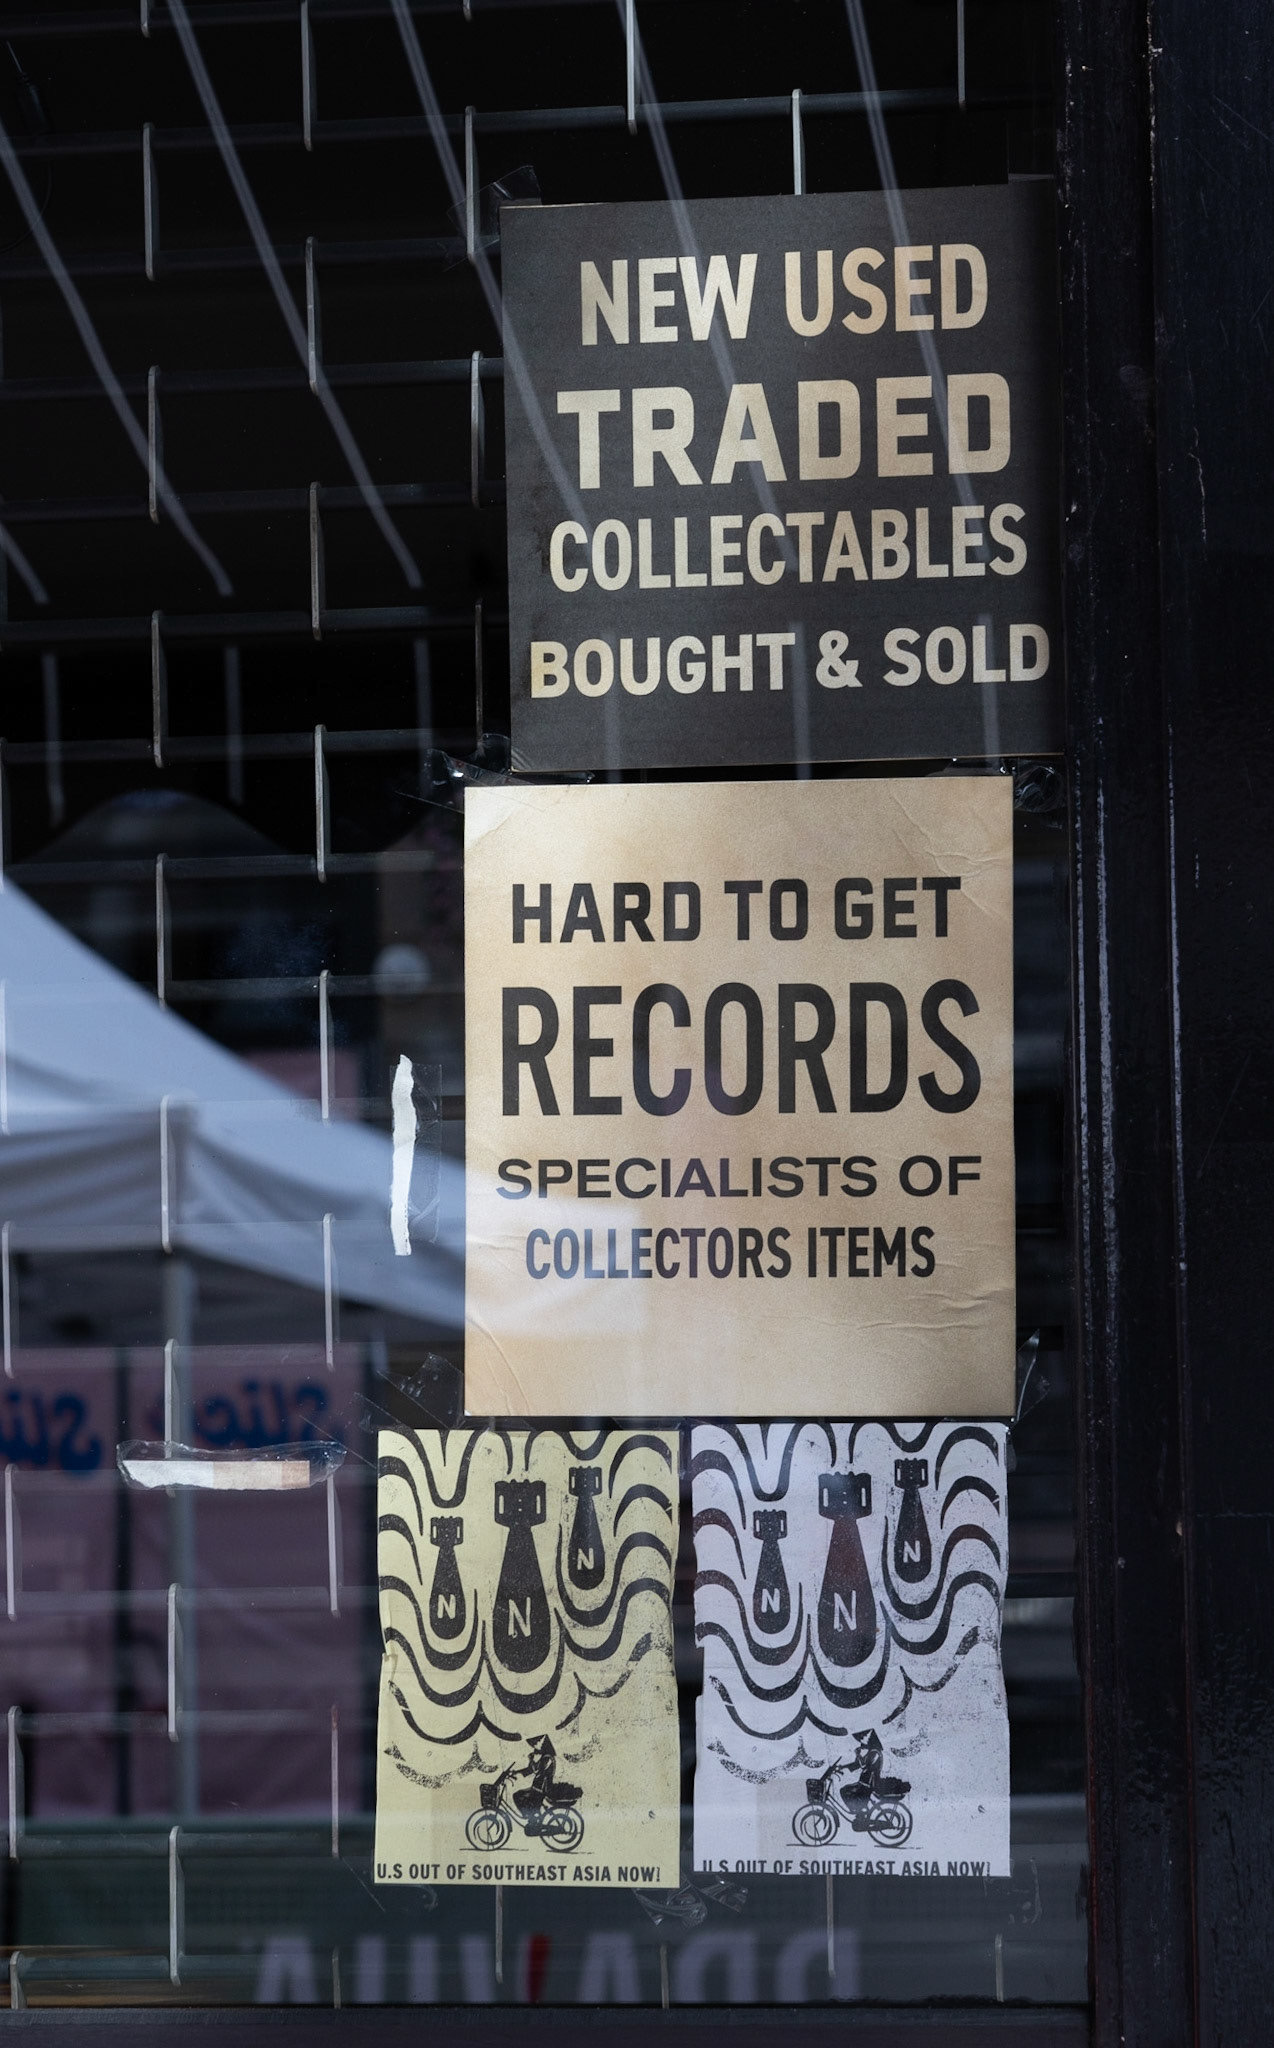 NEW USED
TRADED
COLLECTABLES
BOUGHT & SOLD
HARD TO GET
RECORDS
SPECIALISTS OF
COLLECTORS ITEMS
N N N
N N N
U.S OUT OF SOUTHEAST ASIA NOW!
U.S OUT OF SOUTHEAST ASIA NOW!